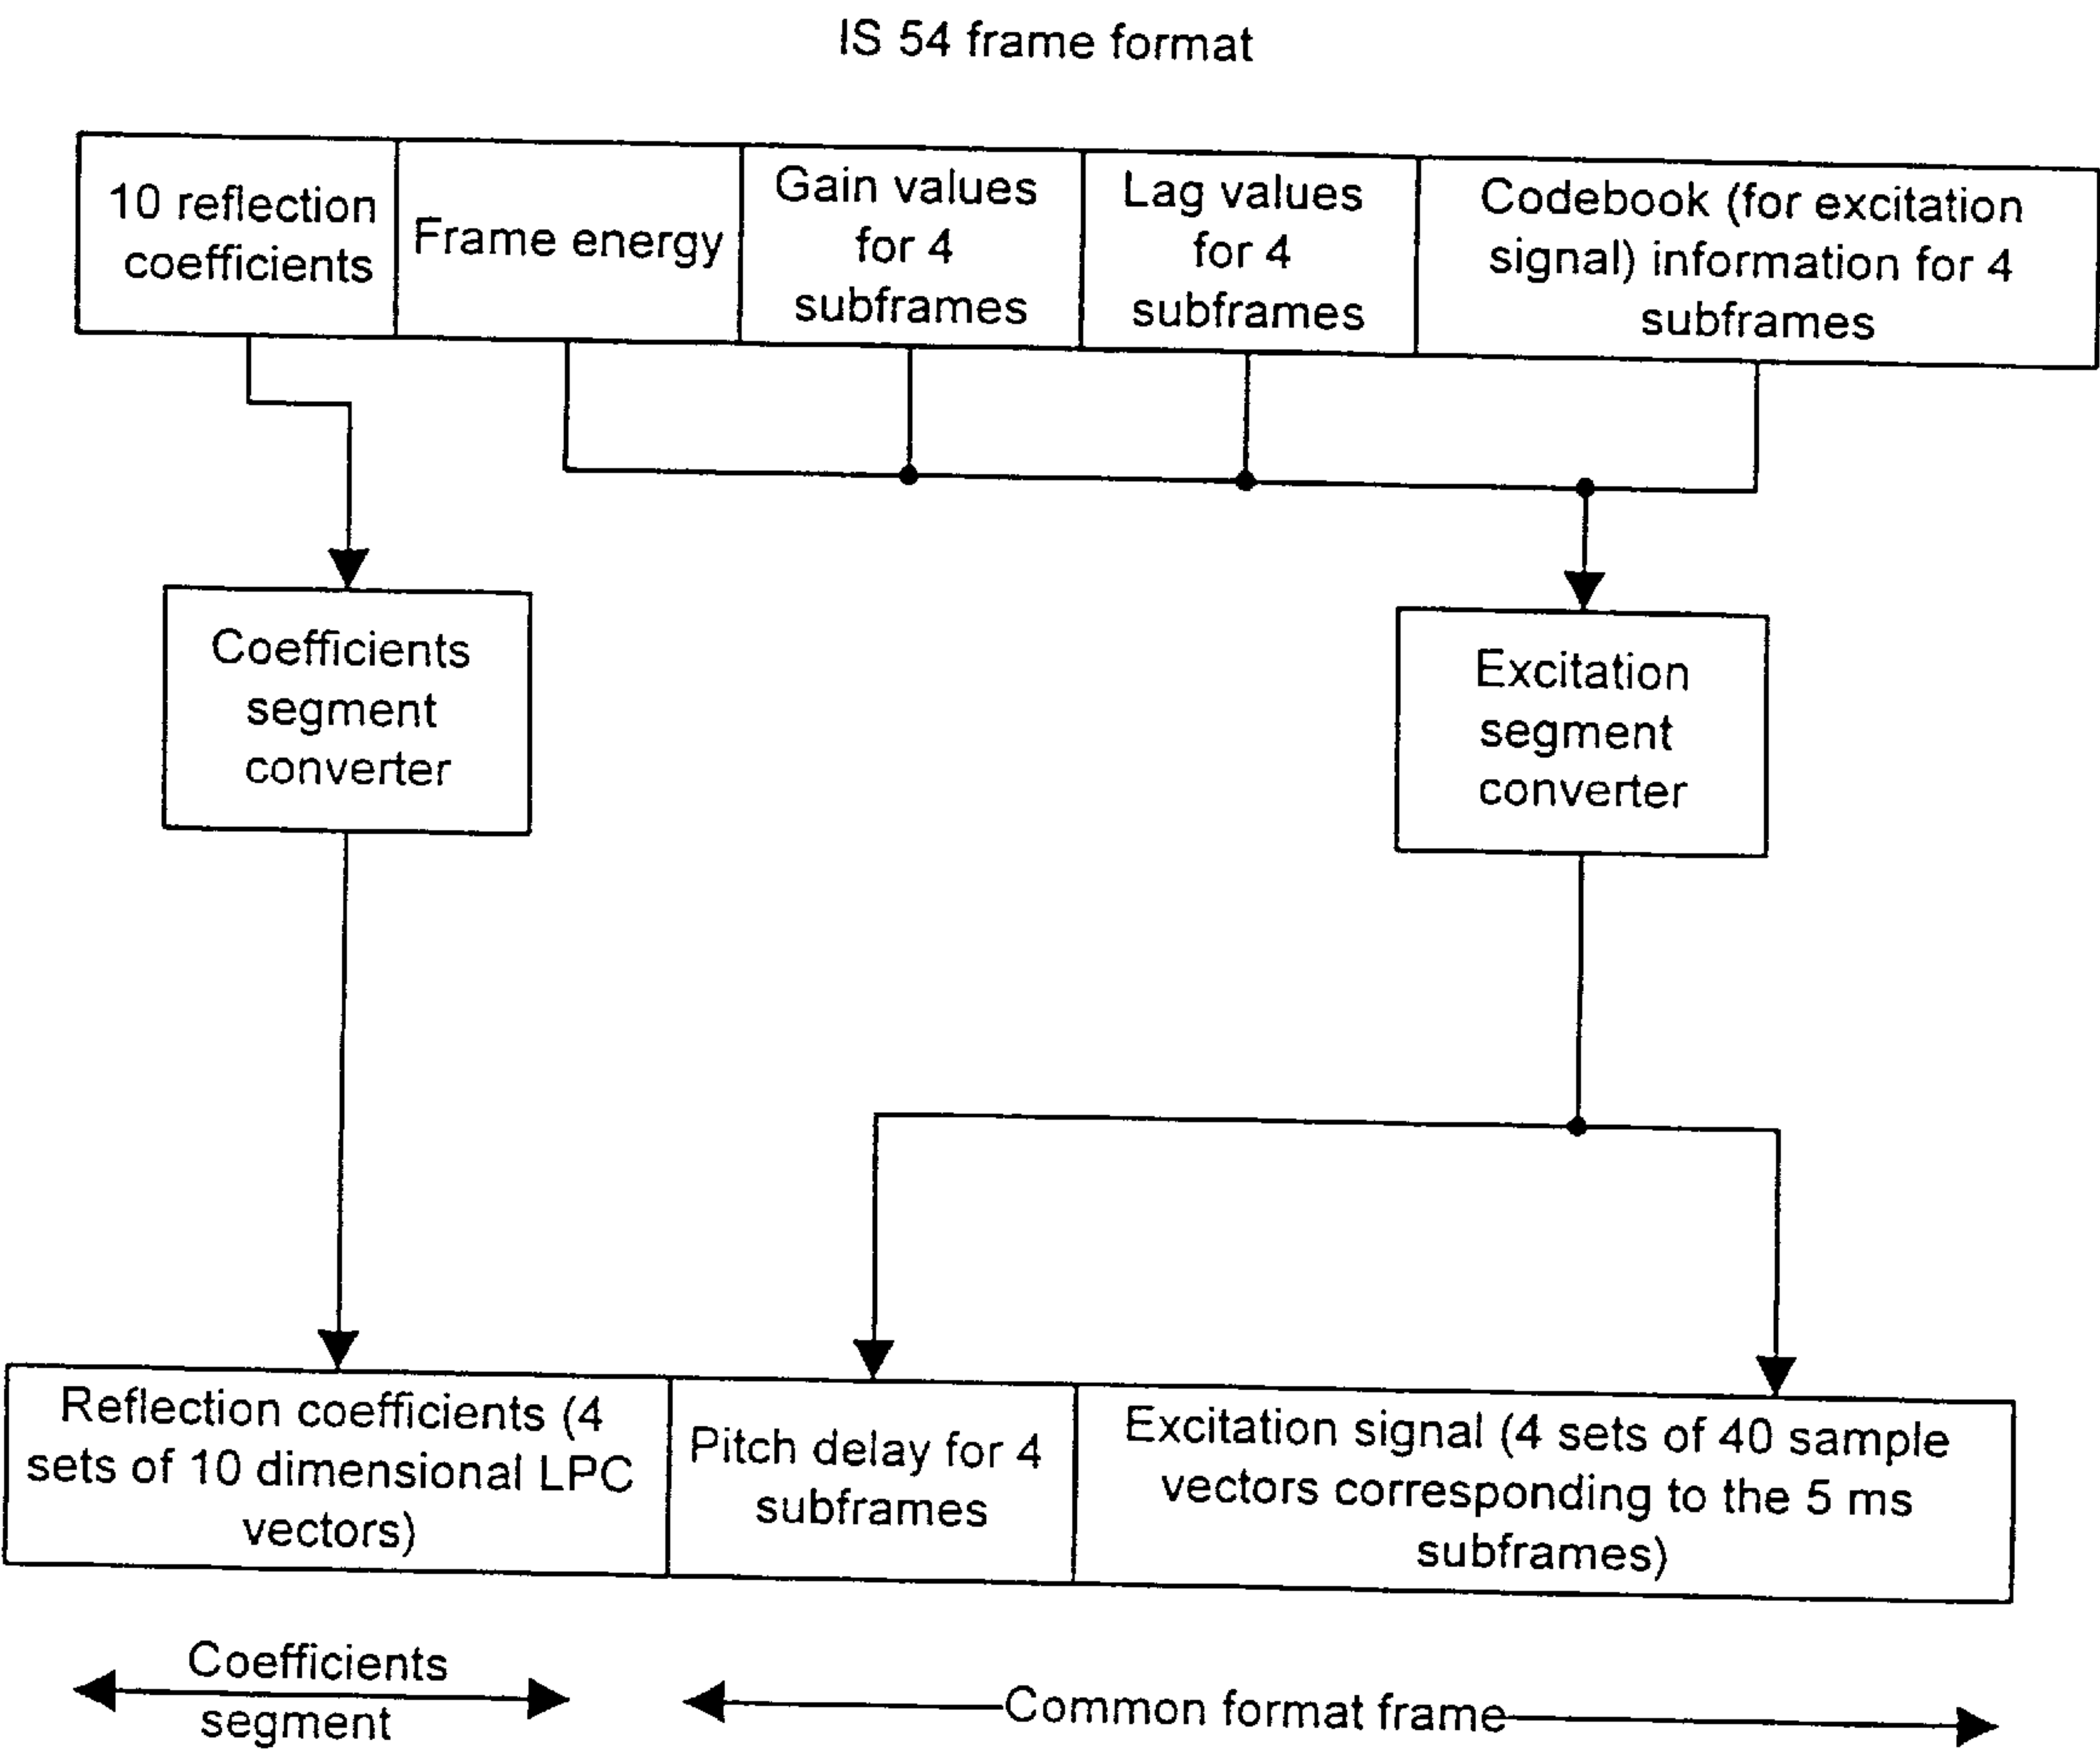 IS 54 frame format
10 reflection
coefficients
Frame energy
Gain values
for 4
subframes
Lag values
for 4
subframes
Codebook (for excitation
signal) information for 4
subframes
Coefficients
segment
converter
Excitation
segment
converter
Reflection coefficients (4
sets of 10 dimensional LPC
vectors)
Pitch delay for 4
subframes
Excitation signal (4 sets of 40 sample
vectors corresponding to the 5 ms
subframes)
Coefficients
segment
Common format frame